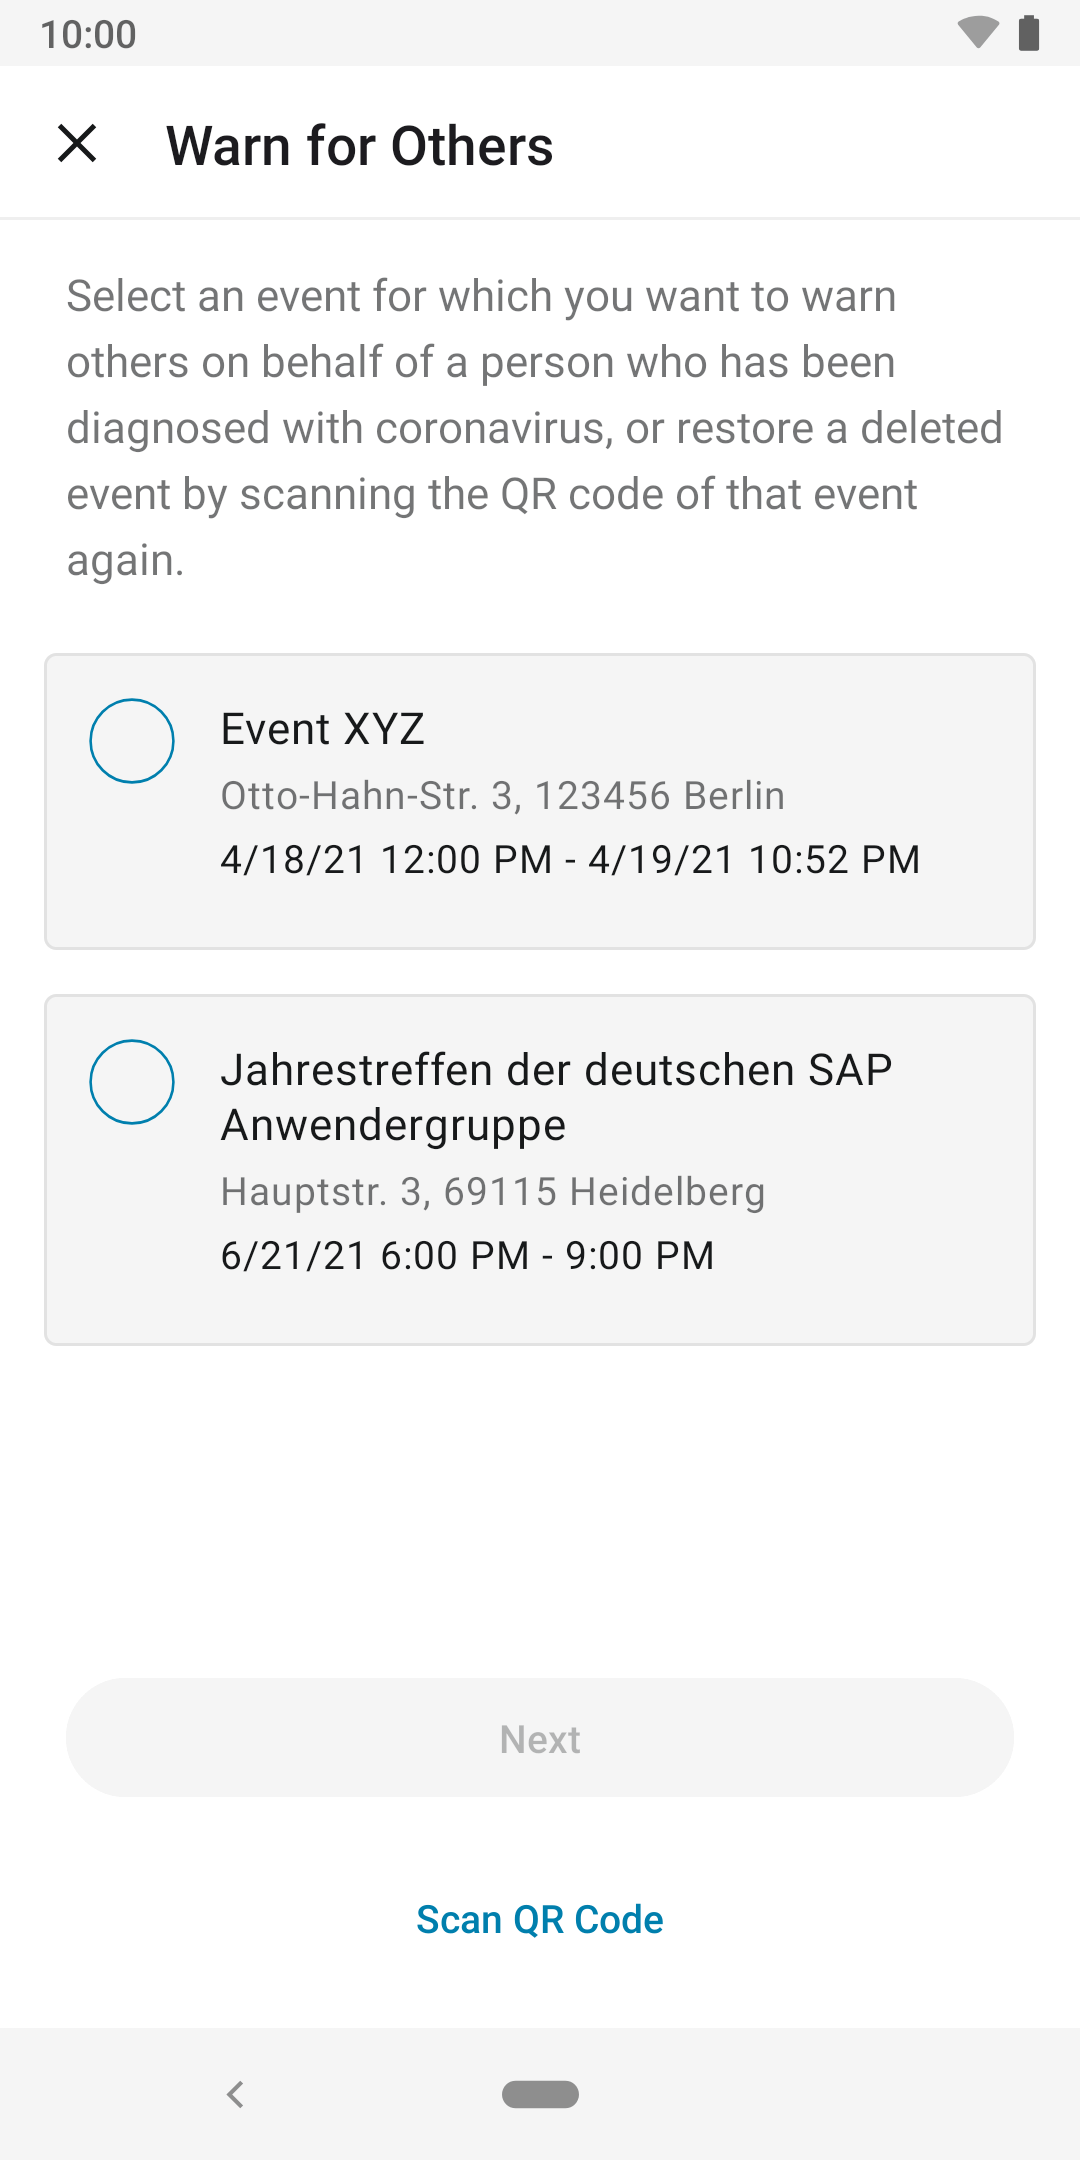 10:00
Warn for Others
Select an event for which you want to warn
others on behalf of a person who has been
diagnosed with coronavirus, or restore a deleted
event by scanning the QR code of that event
again.
Event XYZ
Otto-Hahn-Str. 3, 123456 Berlin
4/18/21 12:00 PM - 4/19/21 10:52 PM
Jahrestreffen der deutschen SAP
Anwendergruppe
Hauptstr. 3, 69115 Heidelberg
6/21/21 6:00 PM - 9:00 PM
Next
Scan QR Code